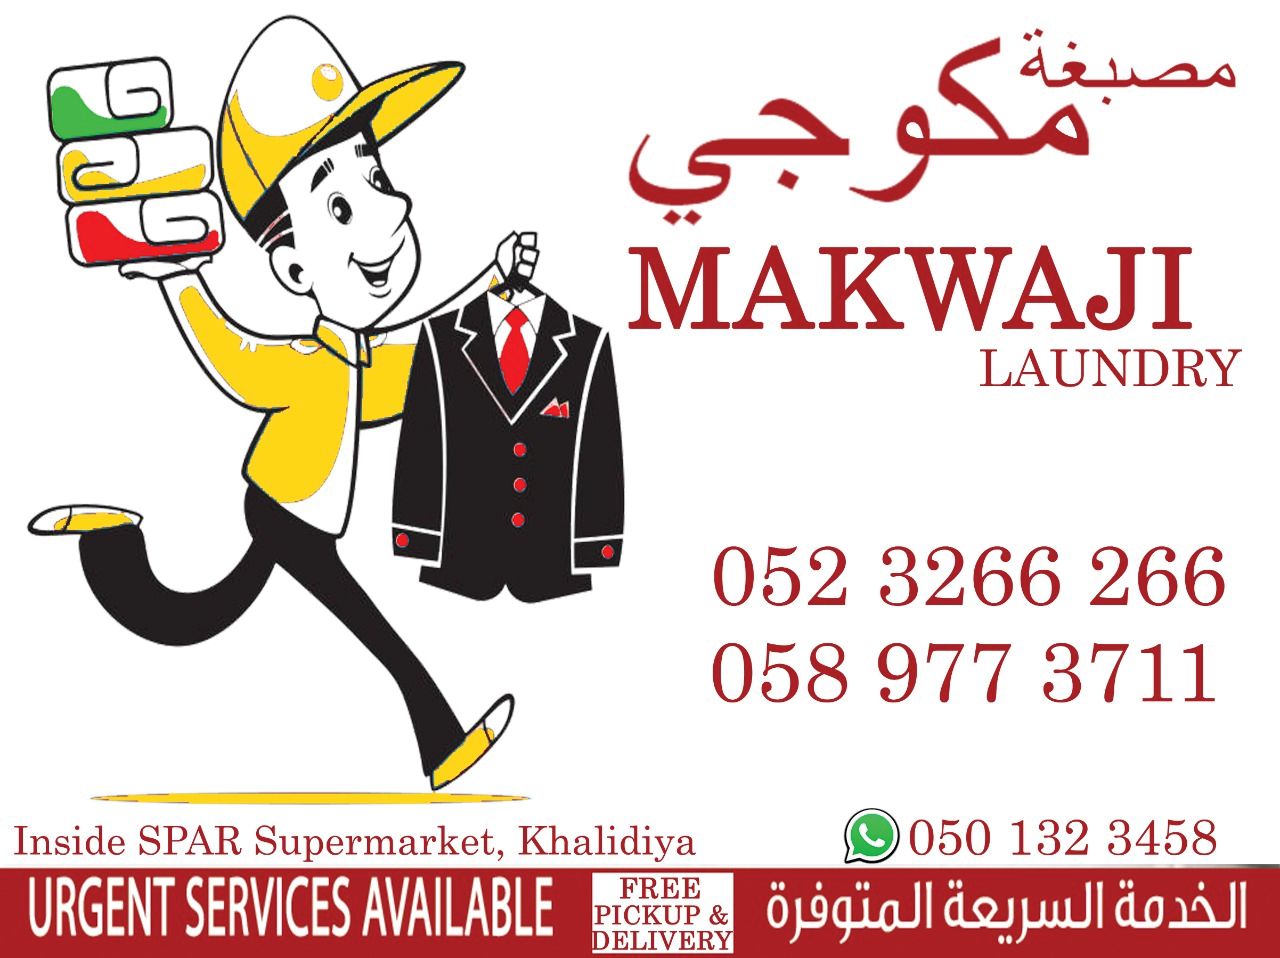 مصبغة
مكوجي
MAKWAJI
LAUNDRY
052 3266 266
058 977 3711
Inside SPAR Supermarket, Khalidiya
050 132 3458
URGENT SERVICES AVAILABLE
FREE
PICKUP &
DELIVERY
الخدمة السريعة المتوفرة